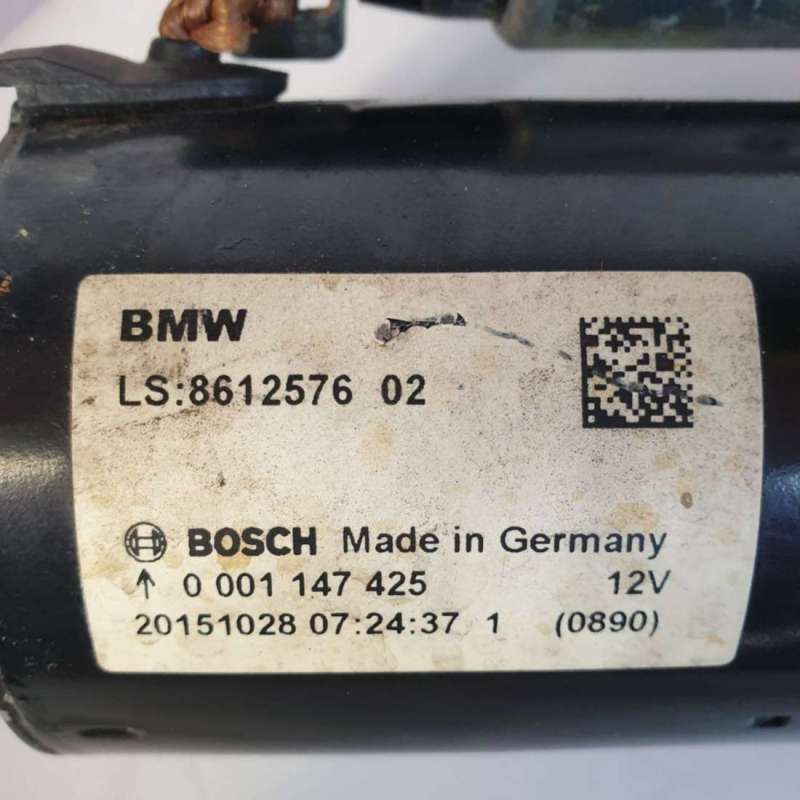 BMW
LS:8612576 02
BOSCH Made in Germany
↑ 0 001 147 425 12V
20151028 07:24:37 1 (0890)